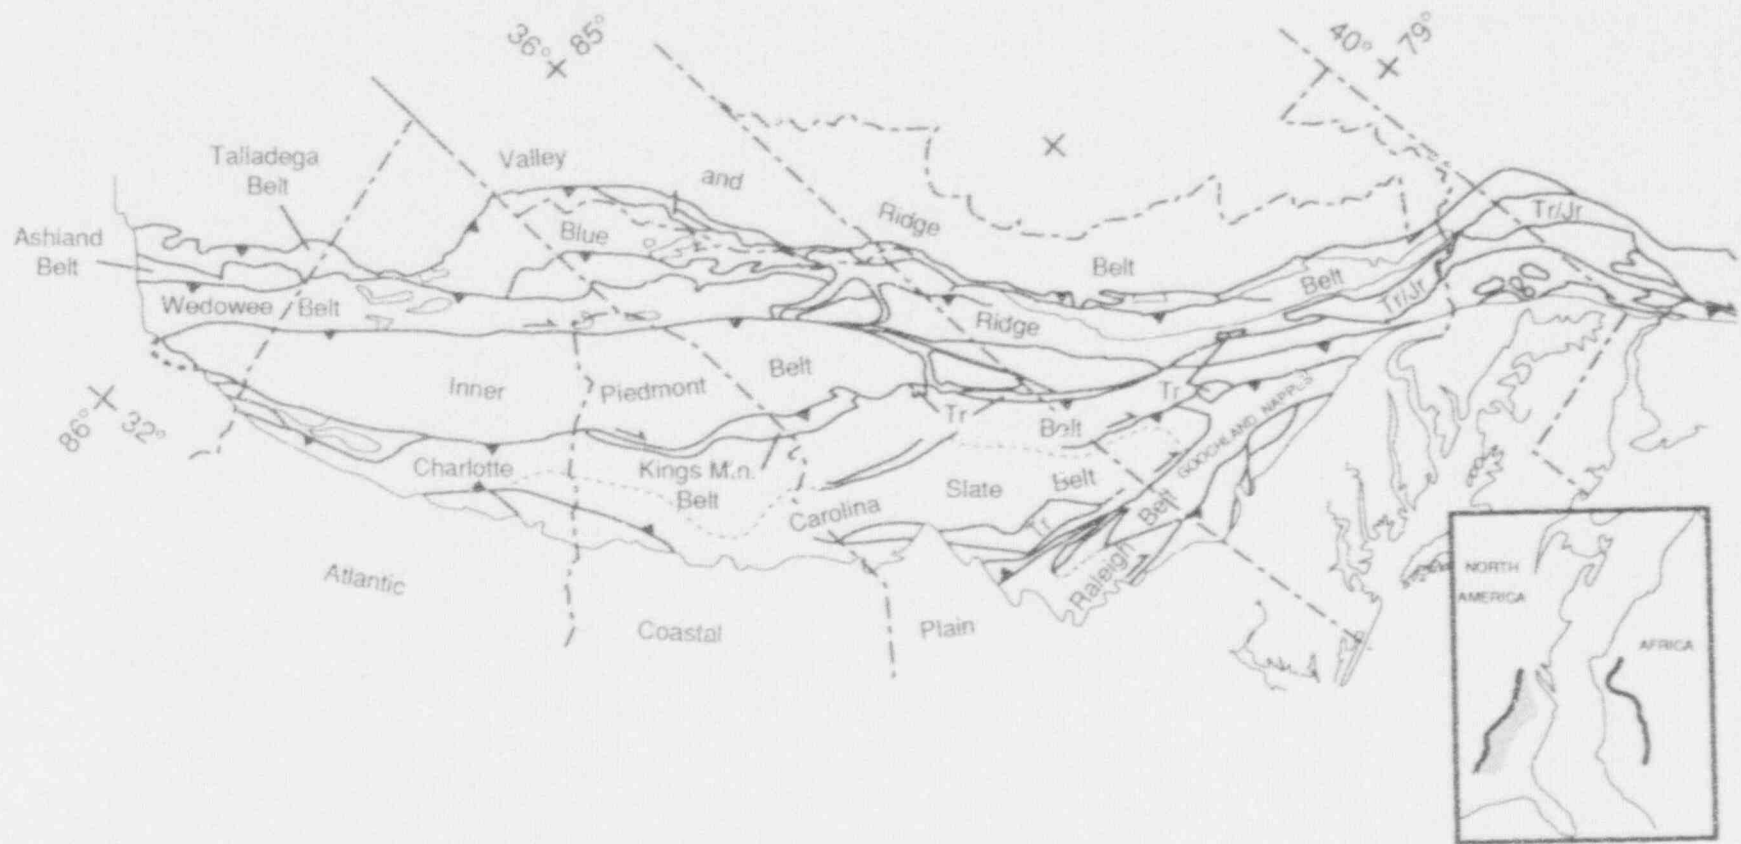 36° 85°
40° 79°
Talladega
Belt
Valley
and
Ridge
Belt
Ashland
Belt
Blue
Ridge
Belt
Tr/Jr
Tr/Jr
Wedowee Belt
Inner
Piedmont
Belt
86° 32°
Tr
Tr
Belt
GOOCHLAND NAPPES
Charlotte
Kings M.n.
Belt
Carolina
Slate
Belt
Tr
Raleigh
Belt
Atlantic
Coastal
Plain
NORTH
AMERICA
AFRICA